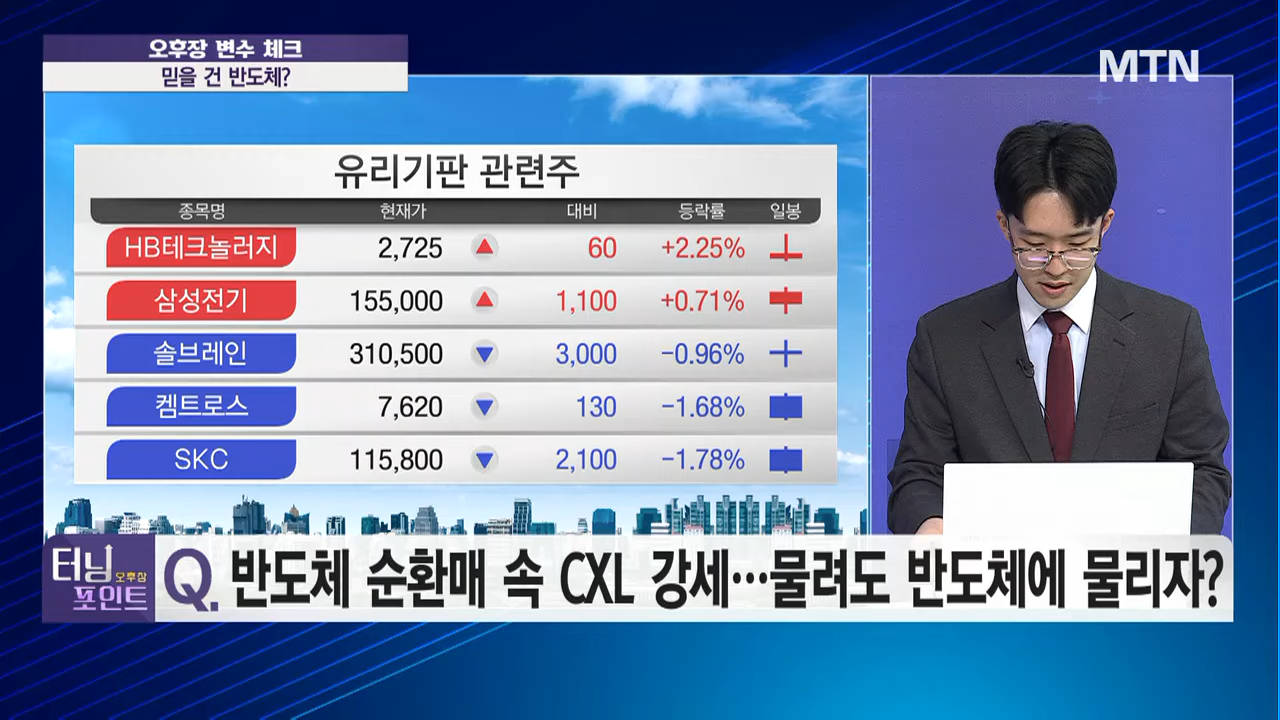 오후장 변수 체크
믿을 건 반도체?
MTN
유리기판 관련주
종목명 현재가 대비 등락률 일봉
HB테크놀러지 2,725 ▲ 60 +2.25%
삼성전기 155,000 ▲ 1,100 +0.71%
솔브레인 310,500 ▼ 3,000 -0.96%
켐트로스 7,620 ▼ 130 -1.68%
SKC 115,800 ▼ 2,100 -1.78%
터닝 오후장
포인트
Q. 반도체 순환매 속 CXL 강세…물려도 반도체에 물리자?